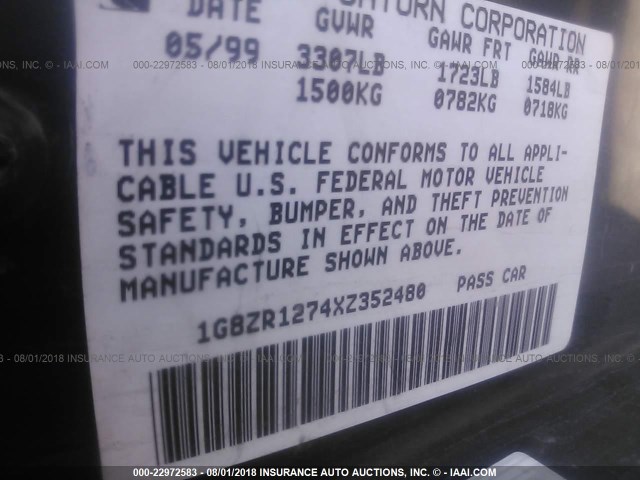 SATURN CORPORATION
DATE GVWR GAWR FRT GAWR RR
05/99 3307LB 1723LB 1584LB
1500KG 0782KG 0718KG
THIS VEHICLE CONFORMS TO ALL APPLI-
CABLE U.S. FEDERAL MOTOR VEHICLE
SAFETY, BUMPER, AND THEFT PREVENTION
STANDARDS IN EFFECT ON THE DATE OF
MANUFACTURE SHOWN ABOVE.
1G8ZR1274XZ352480 PASS CAR
000-22972583 - 08/01/2018 INSURANCE AUTO AUCTIONS, INC. - © - IAAI.COM